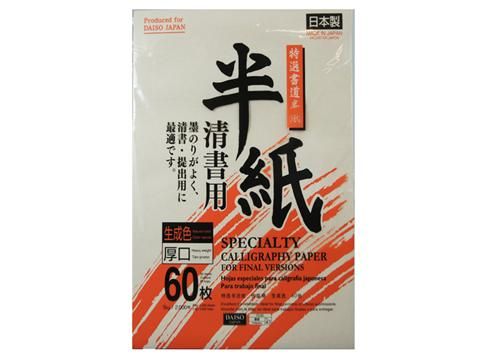 Produced for
DAISO JAPAN
日本製
MADE IN JAPAN
特選書道半紙
半紙
清書用
墨のりがよく、
清書・提出用に
最適です。
生成色
厚口
Heavy weight
60枚
SPECIALTY
CALLIGRAPHY PAPER
FOR FINAL VERSIONS
Hojas especiales para caligrafía japonesa
Para trabajo final
DAISO
JAPAN